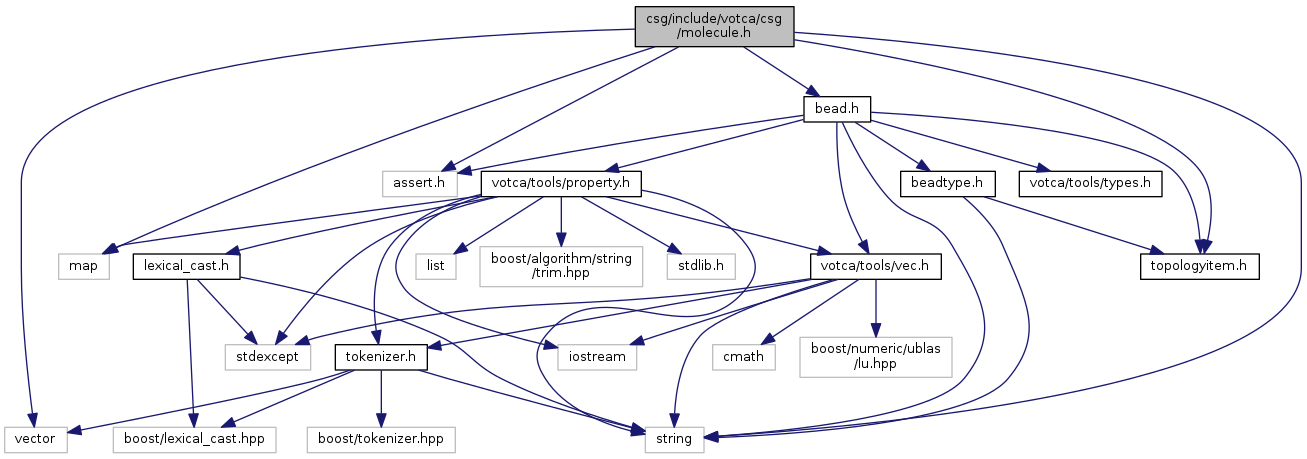 csg/include/votca/csg
/molecule.h
bead.h
assert.h
votca/tools/property.h
beadtype.h
votca/tools/types.h
map
lexical_cast.h
list
boost/algorithm/string
/trim.hpp
stdlib.h
votca/tools/vec.h
topologyitem.h
stdexcept
tokenizer.h
iostream
cmath
boost/numeric/ublas
/lu.hpp
vector
boost/lexical_cast.hpp
boost/tokenizer.hpp
string